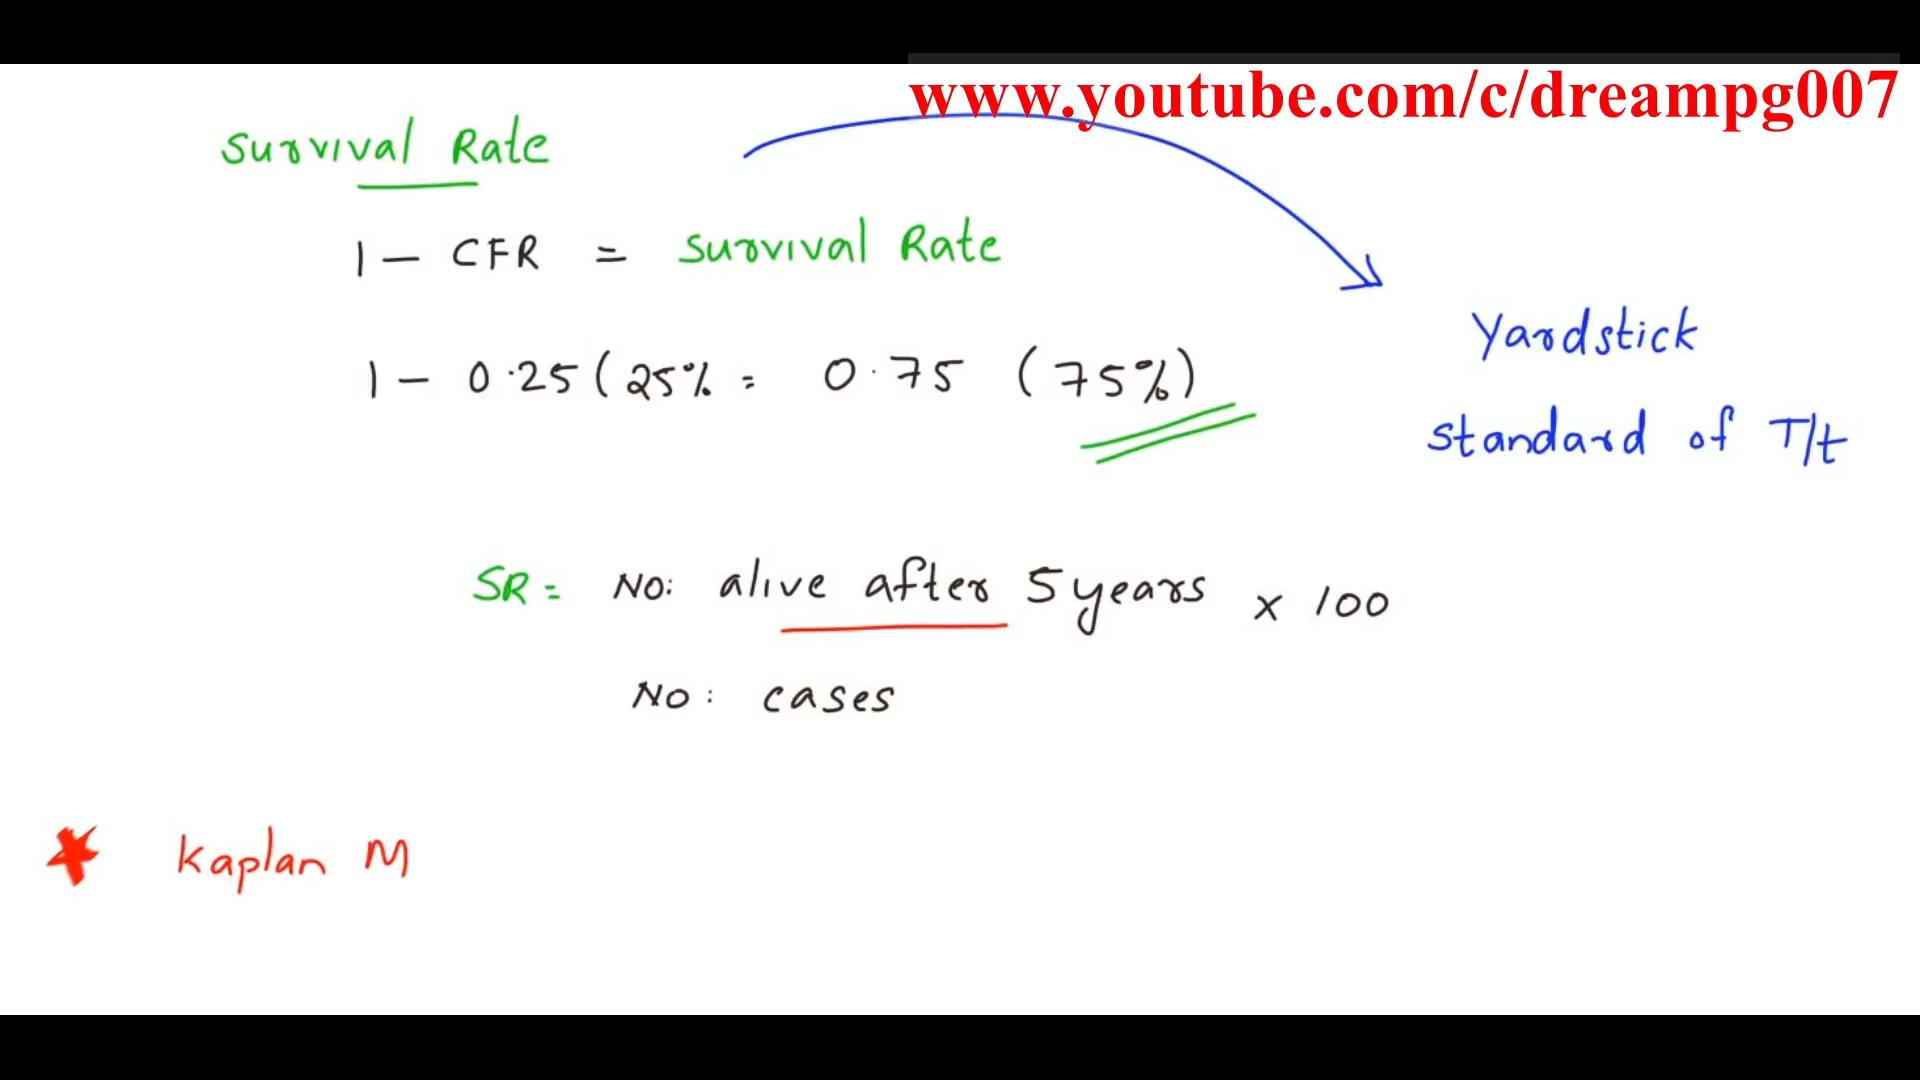 www.youtube.com/c/dreampg007
Survival Rate
1 - CFR = Survival Rate
1 - 0.25 (25% = 0.75 (75%)
Yardstick
standard of T/t
SR = No: alive after 5 years x 100
No: cases
Kaplan M